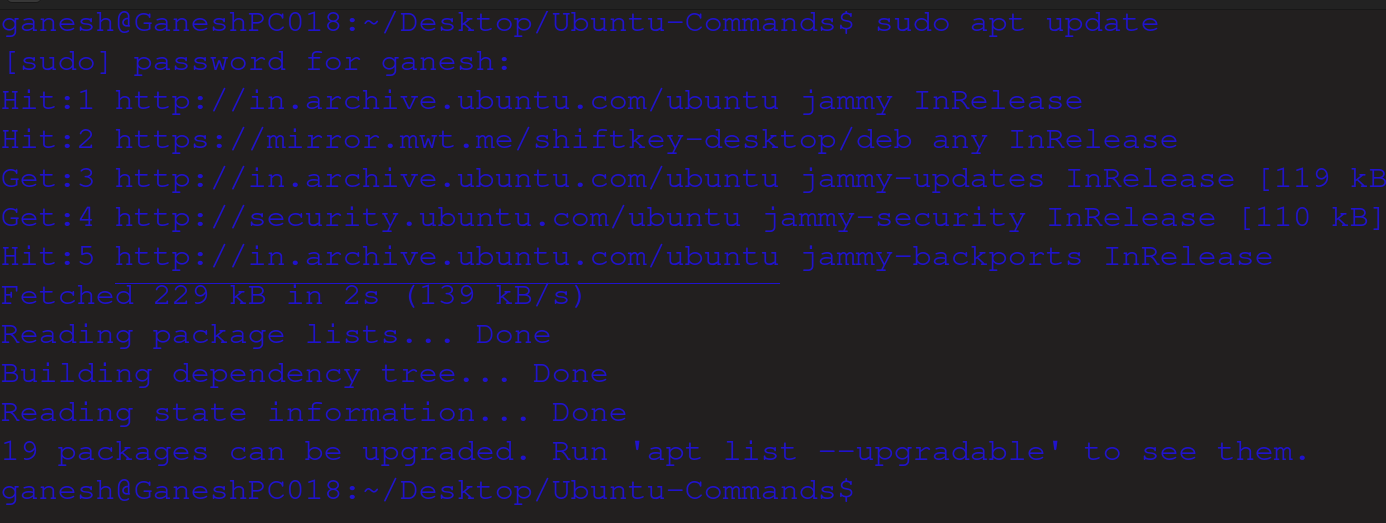 ganesh@GaneshPC018:~/Desktop/Ubuntu-Commands$ sudo apt update
[sudo] password for ganesh:
Hit:1 http://in.archive.ubuntu.com/ubuntu jammy InRelease
Hit:2 https://mirror.mwt.me/shiftkey-desktop/deb any InRelease
Get:3 http://in.archive.ubuntu.com/ubuntu jammy-updates InRelease [119 kB
Get:4 http://security.ubuntu.com/ubuntu jammy-security InRelease [110 kB]
Hit:5 http://in.archive.ubuntu.com/ubuntu jammy-backports InRelease
Fetched 229 kB in 2s (139 kB/s)
Reading package lists... Done
Building dependency tree... Done
Reading state information... Done
19 packages can be upgraded. Run 'apt list --upgradable' to see them.
ganesh@GaneshPC018:~/Desktop/Ubuntu-Commands$